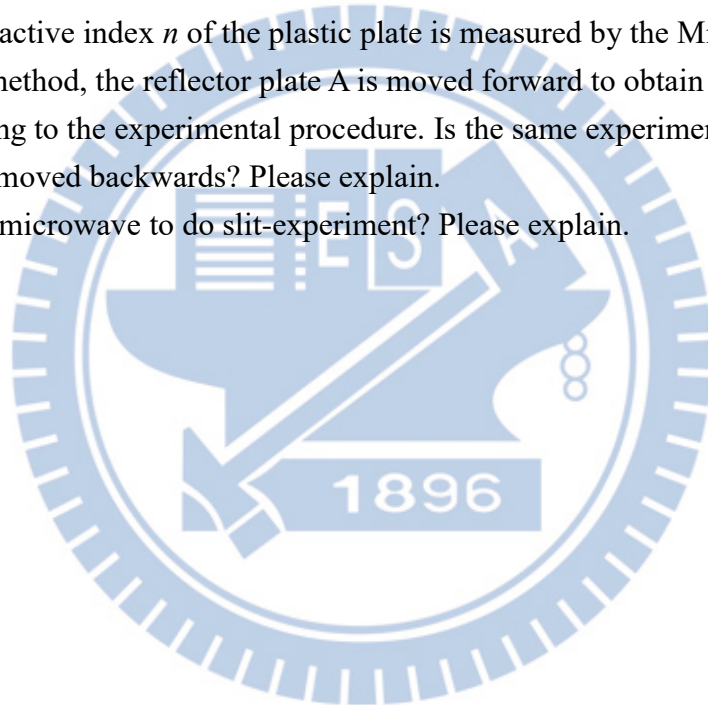 active index n of the plastic plate is measured by the Mi
nethod, the reflector plate A is moved forward to obtain
ng to the experimental procedure. Is the same experimen
moved backwards? Please explain.
microwave to do slit-experiment? Please explain.
E S A
1896